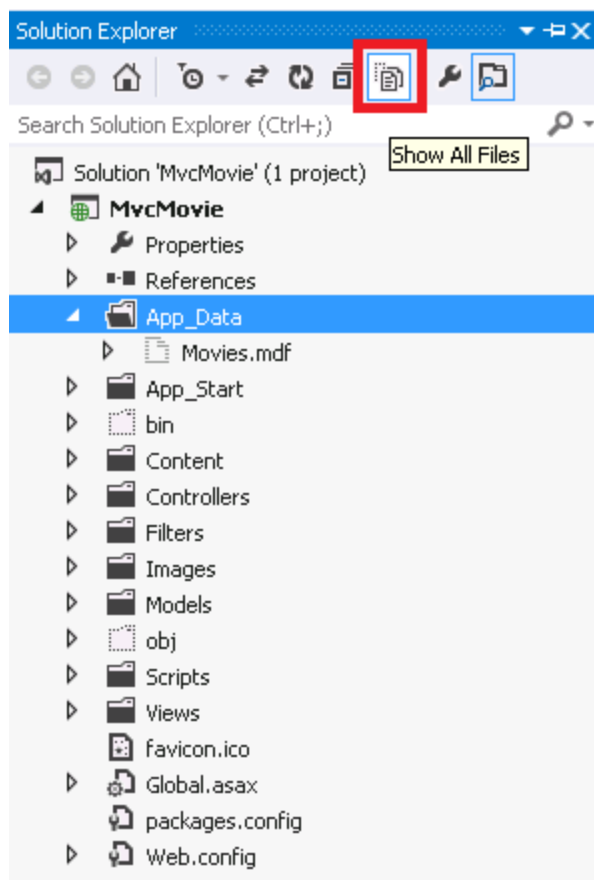 Solution Explorer
Search Solution Explorer (Ctrl+;)
Show All Files
Solution 'MvcMovie' (1 project)
MvcMovie
Properties
References
App_Data
Movies.mdf
App_Start
bin
Content
Controllers
Filters
Images
Models
obj
Scripts
Views
favicon.ico
Global.asax
packages.config
Web.config